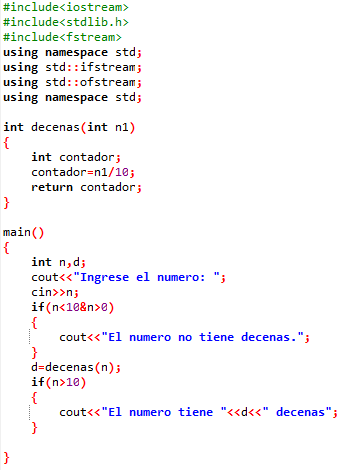 #include<iostream>
#include<stdlib.h>
#include<fstream>
using namespace std;
using std::ifstream;
using std::ofstream;
using namespace std;

int decenas(int n1)
{
    int contador;
    contador=n1/10;
    return contador;
}

main()
{
    int n,d;
    cout<<"Ingrese el numero: ";
    cin>>n;
    if(n<10&n>0)
    {
        cout<<"El numero no tiene decenas.";
    }
    d=decenas(n);
    if(n>10)
    {
        cout<<"El numero tiene "<<d<<" decenas";
    }

}